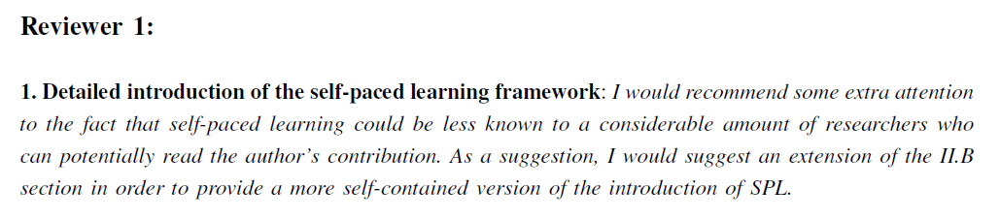 Reviewer 1:
1. Detailed introduction of the self-paced learning framework: I would recommend some extra attention
to the fact that self-paced learning could be less known to a considerable amount of researchers who
can potentially read the author's contribution. As a suggestion, I would suggest an extension of the II.B
section in order to provide a more self-contained version of the introduction of SPL.